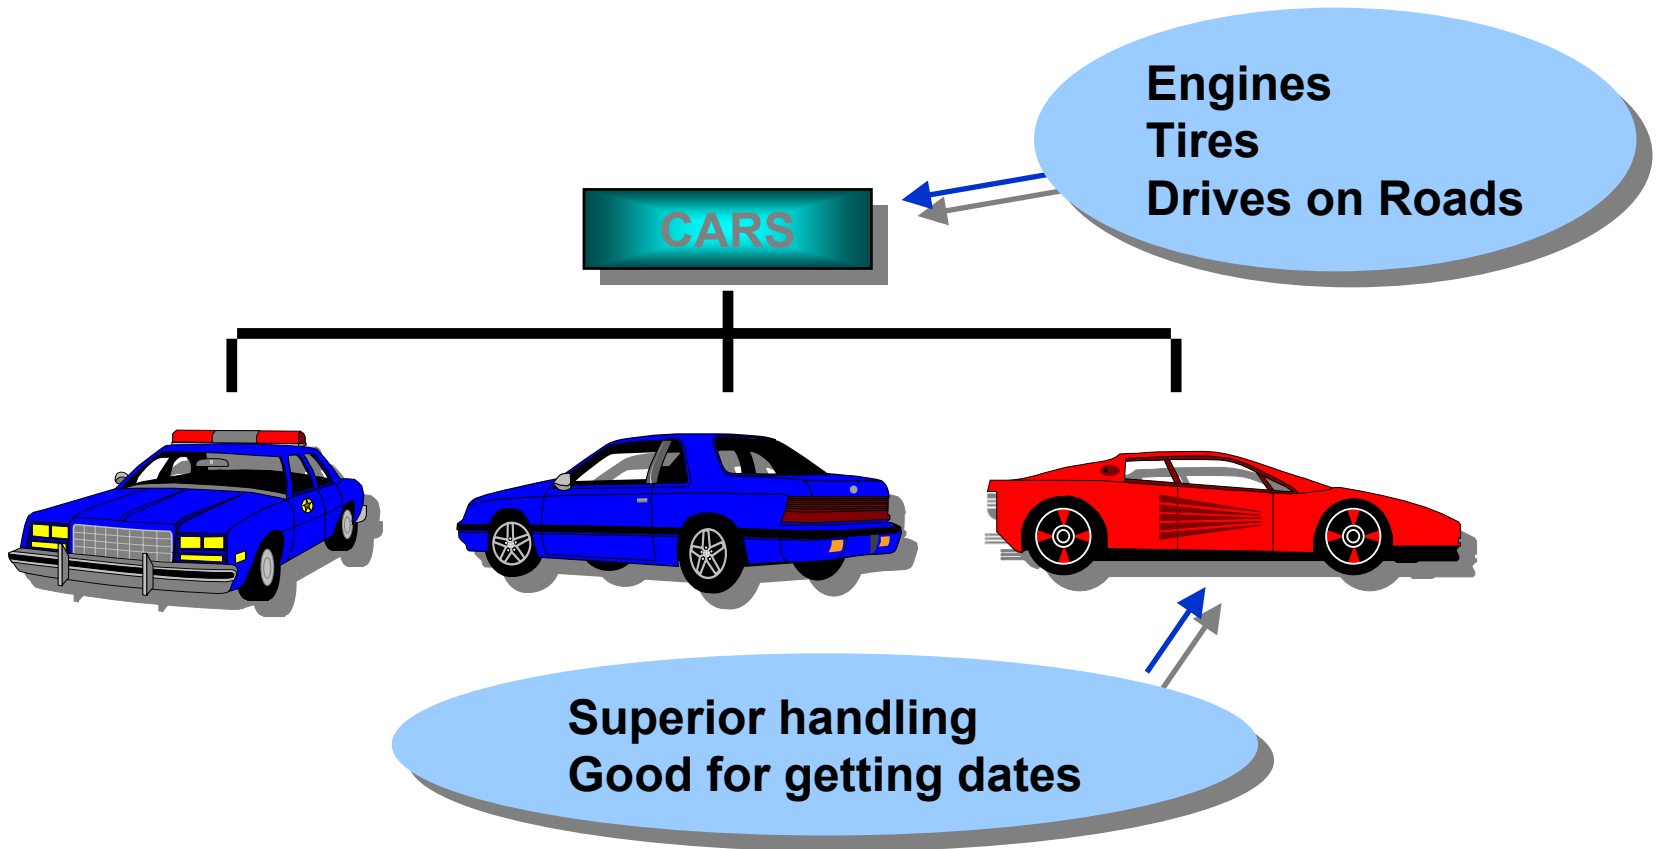 Engines
Tires
Drives on Roads
CARS
Superior handling
Good for getting dates